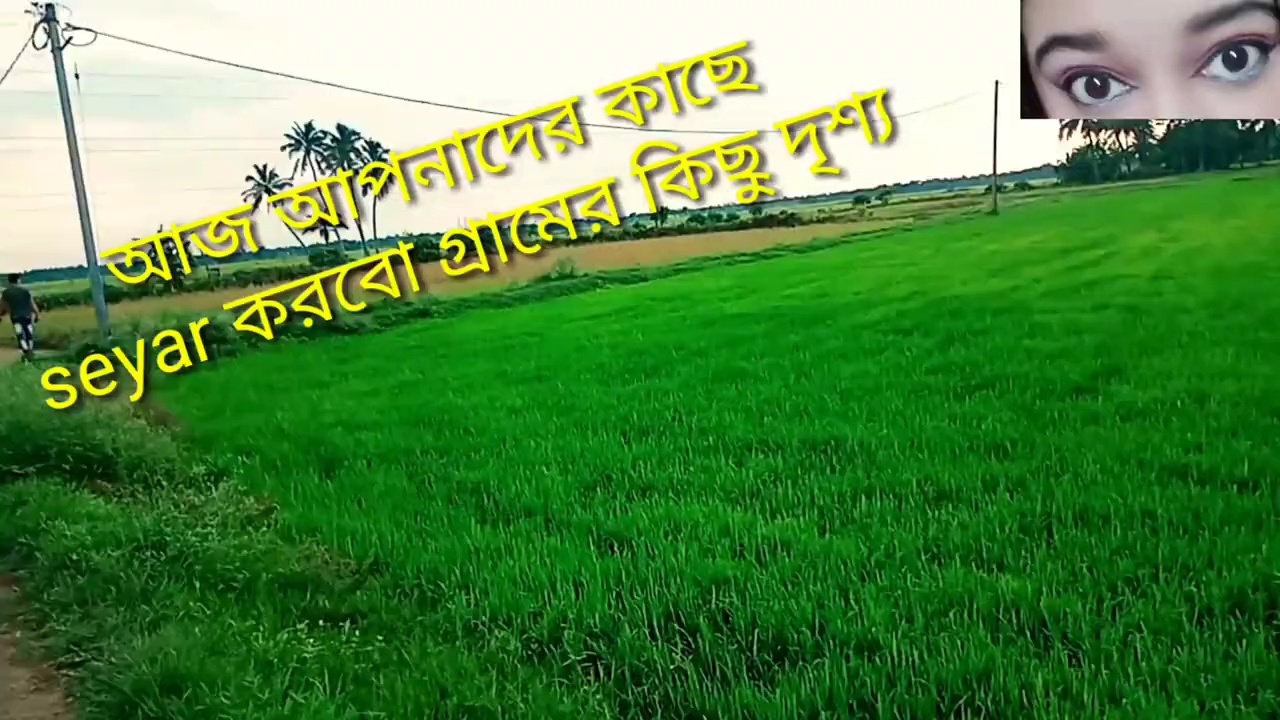 আজ আপনাদের কাছে
seyar করবো গ্রামের কিছু দৃশ্য